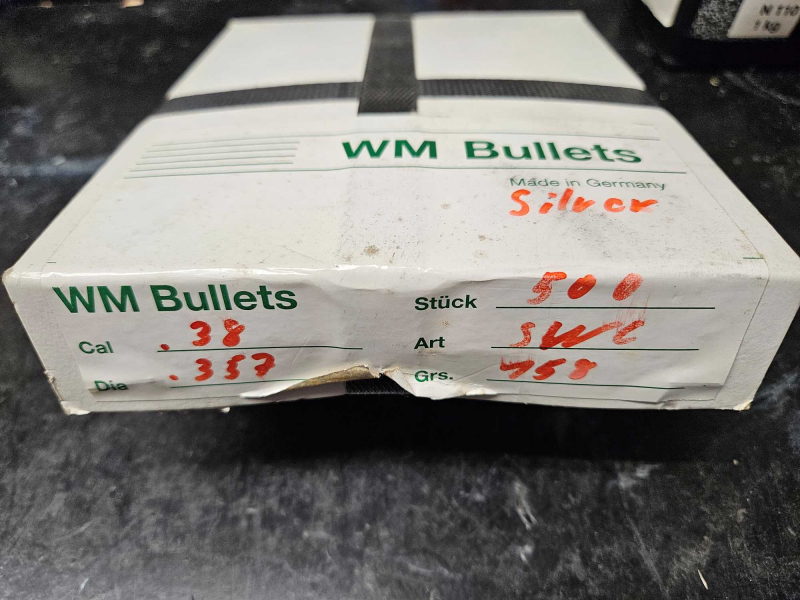 N 110
1 kg
WM Bullets
Made in Germany
Silver
WM Bullets
Stück 500
Cal .38
Art SWC
Dia .357
Grs. 158